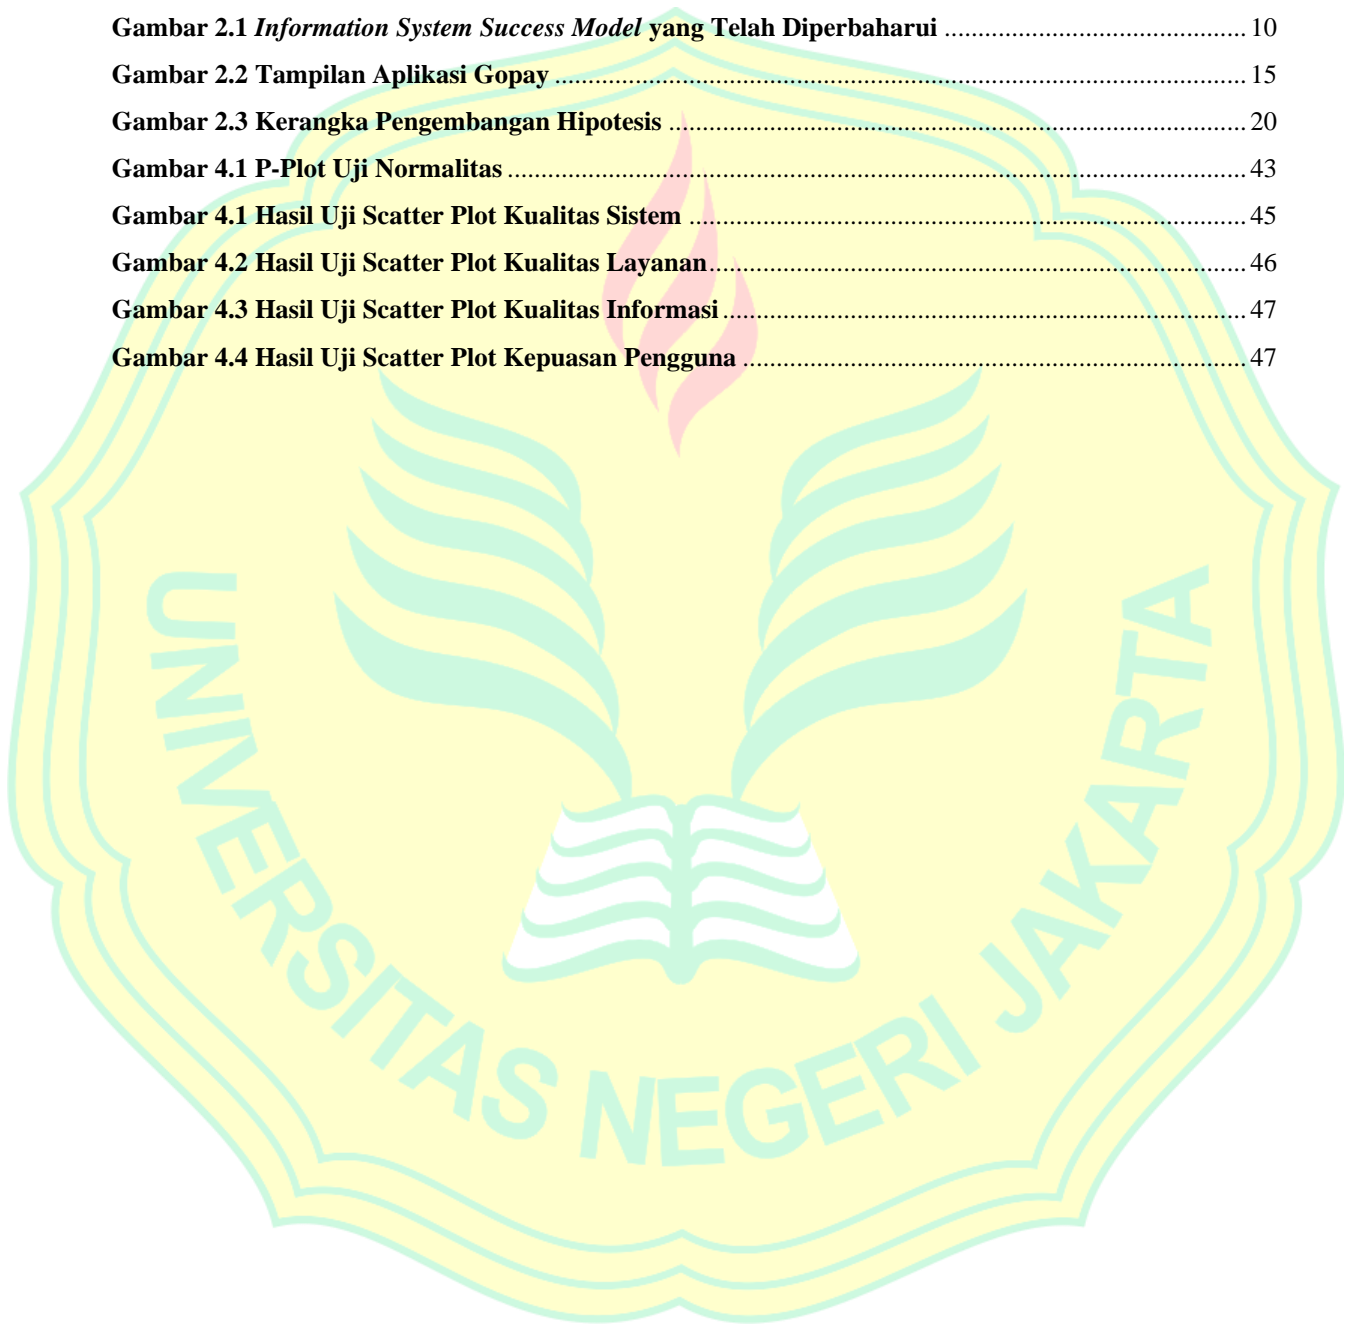 Gambar 2.1 Information System Success Model yang Telah Diperbaharui ........................................ 10
Gambar 2.2 Tampilan Aplikasi Gopay ........................................ 15
Gambar 2.3 Kerangka Pengembangan Hipotesis ........................................ 20
Gambar 4.1 P-Plot Uji Normalitas ........................................ 43
Gambar 4.1 Hasil Uji Scatter Plot Kualitas Sistem ........................................ 45
Gambar 4.2 Hasil Uji Scatter Plot Kualitas Layanan ........................................ 46
Gambar 4.3 Hasil Uji Scatter Plot Kualitas Informasi ........................................ 47
Gambar 4.4 Hasil Uji Scatter Plot Kepuasan Pengguna ........................................ 47
UNIVERSITAS NEGERI JAKARTA